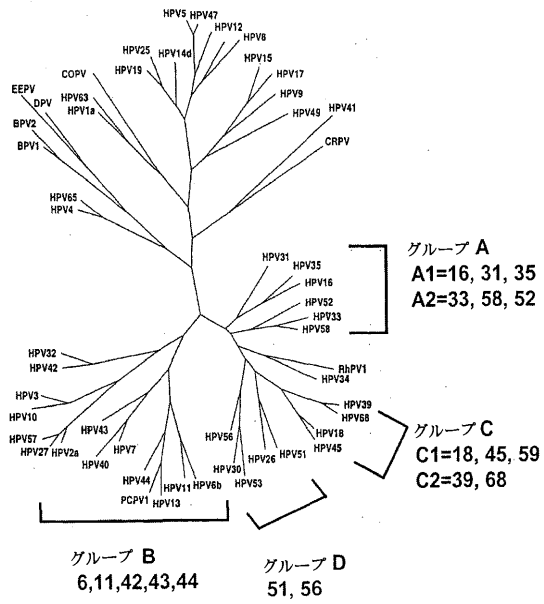 HPV5 HPV47
HPV12
HPV8
HPV25 HPV14d
HPV19
HPV15
HPV17
HPV9
HPV49
HPV41
CRPV
COPV
HPV63
HPV1a
EEPV
DPV
BPV2
BPV1
HPV65
HPV4
HPV31
HPV35
HPV16
HPV52
HPV33
HPV58
グループ A
A1=16, 31, 35
A2=33, 58, 52
RhPV1
HPV34
HPV39
HPV68
HPV18
HPV45
グループ C
C1=18, 45, 59
C2=39, 68
HPV32
HPV42
HPV3
HPV10
HPV57
HPV27 HPV2a
HPV43
HPV7
HPV40
HPV44
PCPV1
HPV13
HPV11
HPV6b
HPV56
HPV30
HPV53
HPV26
HPV51
グループ B
6,11,42,43,44
グループ D
51, 56